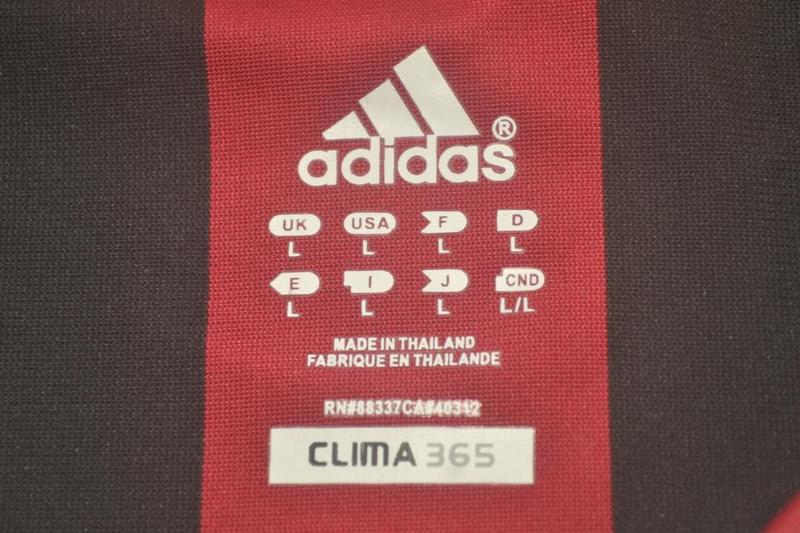 adidas®
UK USA F D
L L L L
E I J CND
L L L L/L
MADE IN THAILAND
FABRIQUE EN THAILANDE
RN#88337CA#40312
CLIMA 365